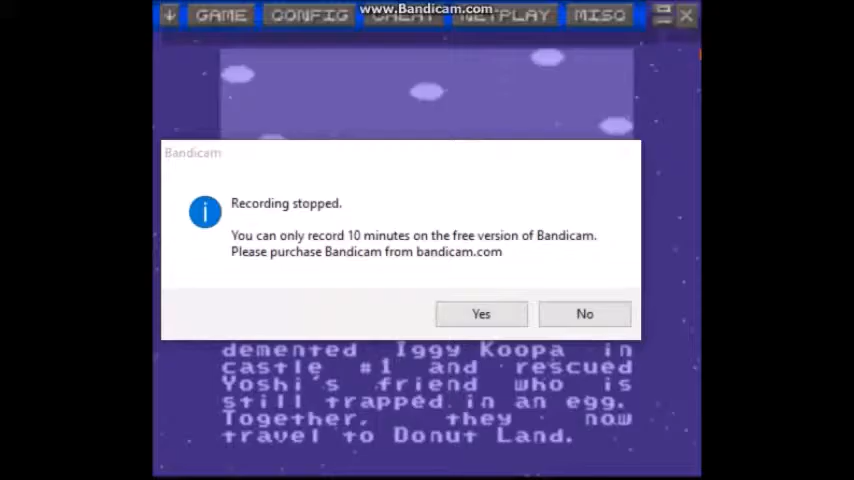 www.Bandicam.com
GAME CONFIG CHEAT NETPLAY MISC
Bandicam
Recording stopped.
You can only record 10 minutes on the free version of Bandicam.
Please purchase Bandicam from bandicam.com
Yes No
demented Iggy Koopa in
castle #1 and rescued
Yoshi's friend who is
still trapped in an egg.
Together, they now
travel to Donut Land.